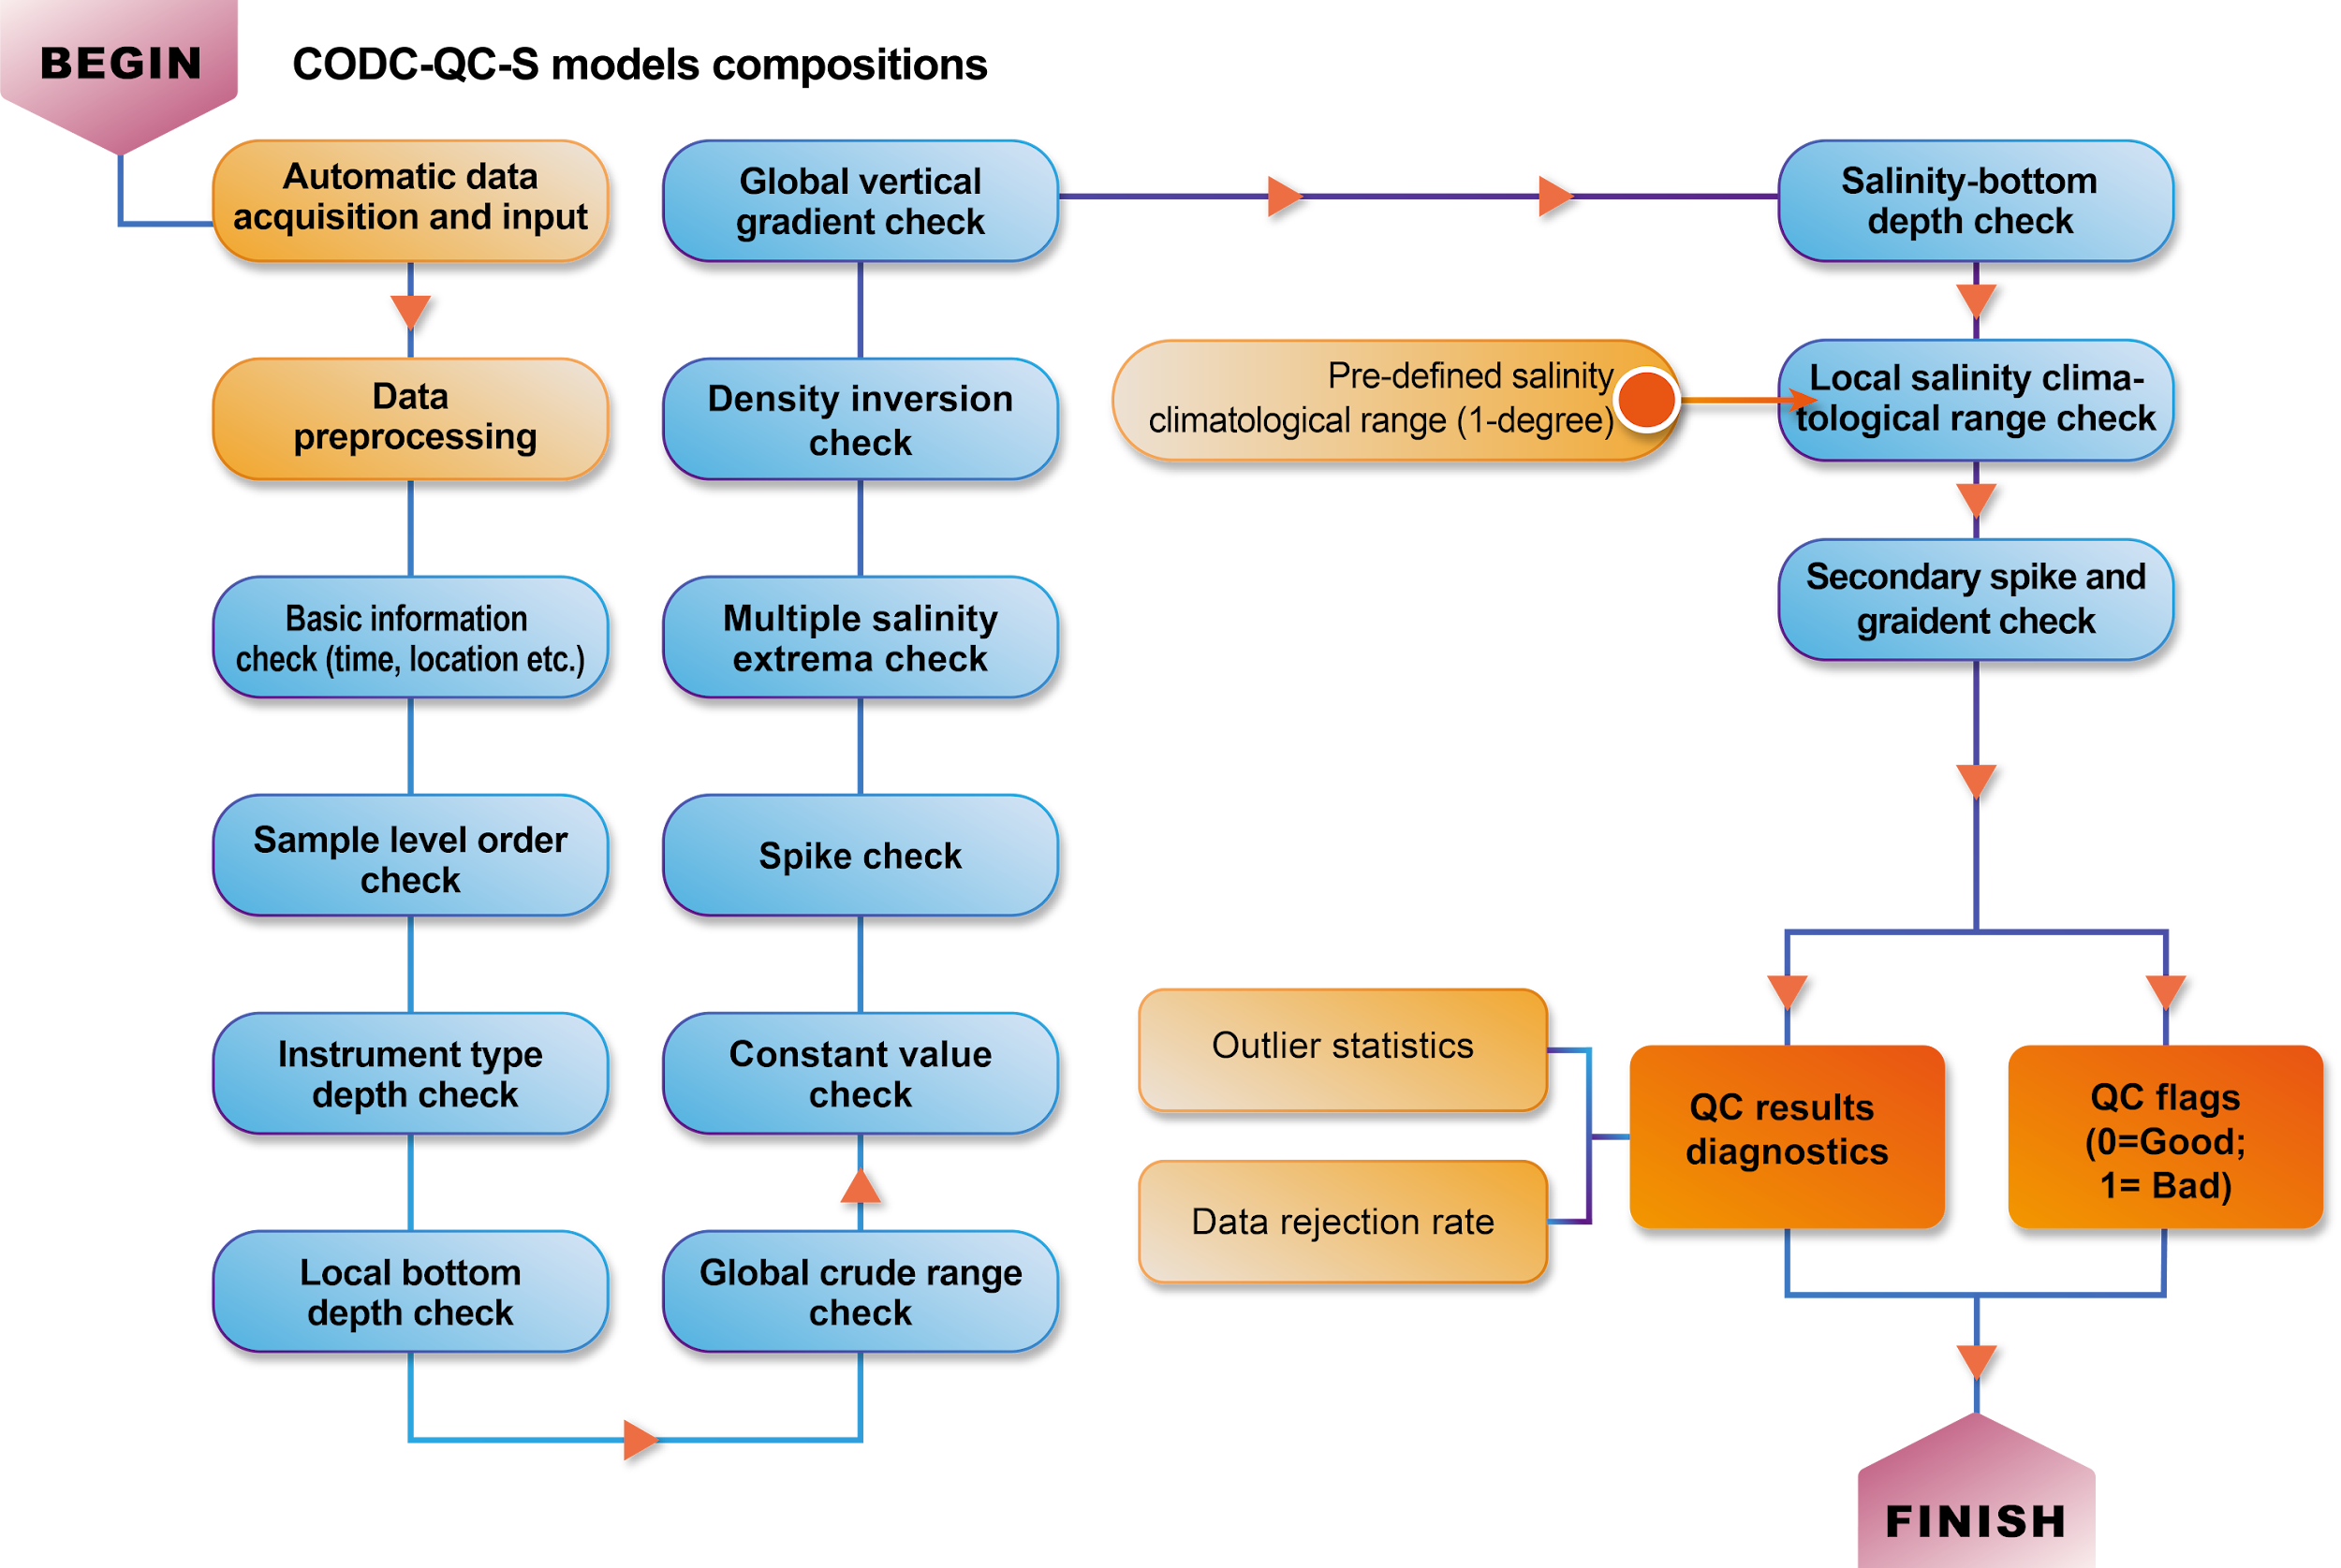 BEGIN
CODC-QC-S models compositions
Automatic data
acquisition and input
Data
preprocessing
Basic information
check (time, location etc.)
Sample level order
check
Instrument type
depth check
Local bottom
depth check
Global crude range
check
Constant value
check
Spike check
Multiple salinity
extrema check
Density inversion
check
Global vertical
gradient check
Salinity-bottom
depth check
Pre-defined salinity
climatological range (1-degree)
Local salinity clima-
tological range check
Secondary spike and
graident check
Outlier statistics
Data rejection rate
QC results
diagnostics
QC flags
(0=Good;
1= Bad)
FINISH